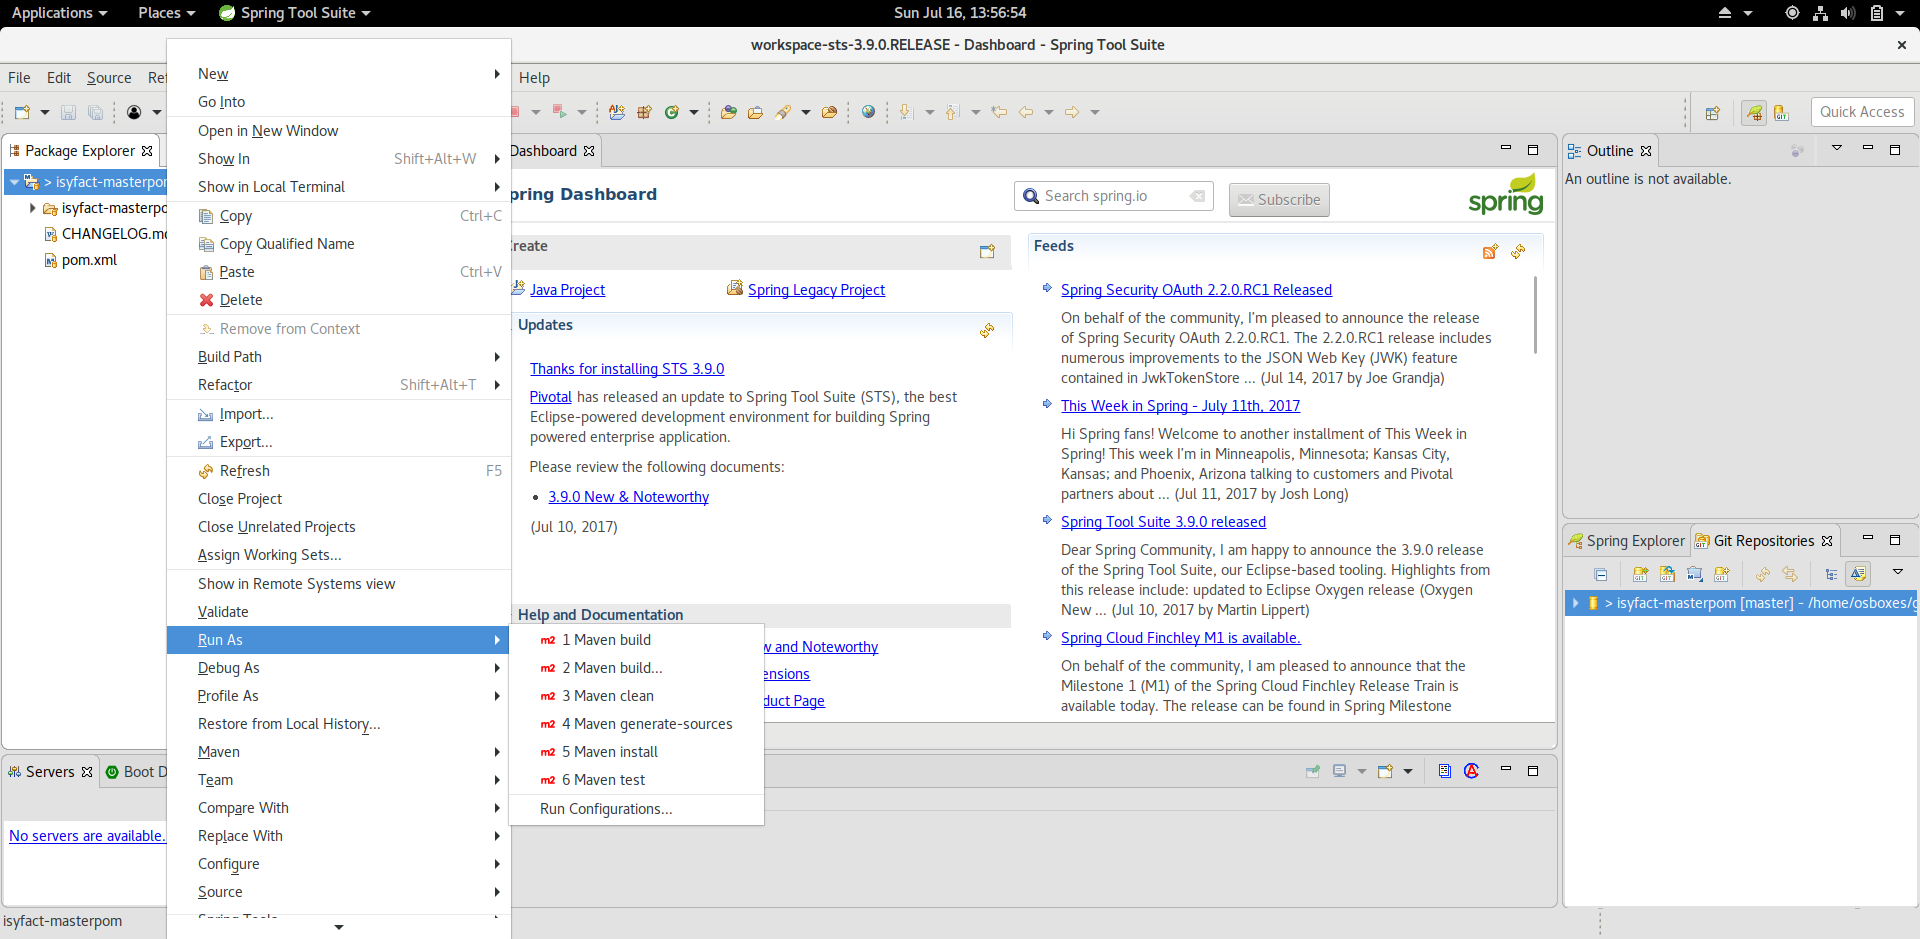 Applications Places Spring Tool Suite Sun Jul 16, 13:56:54
workspace-sts-3.9.0.RELEASE - Dashboard - Spring Tool Suite
File Edit Source Help
Quick Access
Package Explorer
> isyfact-masterpom
isyfact-masterpo
CHANGELOG.md
pom.xml
New
Go Into
Open in New Window
Show In Shift+Alt+W
Show in Local Terminal
Copy Ctrl+C
Copy Qualified Name
Paste Ctrl+V
Delete
Remove from Context
Build Path
Refactor Shift+Alt+T
Import...
Export...
Refresh F5
Close Project
Close Unrelated Projects
Assign Working Sets...
Show in Remote Systems view
Validate
Run As
Debug As
Profile As
Restore from Local History...
Maven
Team
Compare With
Replace With
Configure
Source
Spring Tools
1 Maven build
2 Maven build...
3 Maven clean
4 Maven generate-sources
5 Maven install
6 Maven test
Run Configurations...
Dashboard
pring Dashboard
Search spring.io
Subscribe
spring
reate
Java Project
Spring Legacy Project
Updates
Thanks for installing STS 3.9.0
Pivotal has released an update to Spring Tool Suite (STS), the best
Eclipse-powered development environment for building Spring
powered enterprise application.
Please review the following documents:
• 3.9.0 New & Noteworthy
(Jul 10, 2017)
Help and Documentation
w and Noteworthy
ensions
duct Page
Feeds
Spring Security OAuth 2.2.0.RC1 Released
On behalf of the community, I'm pleased to announce the release
of Spring Security OAuth 2.2.0.RC1. The 2.2.0.RC1 release includes
numerous improvements to the JSON Web Key (JWK) feature
contained in JwkTokenStore ... (Jul 14, 2017 by Joe Grandja)
This Week in Spring - July 11th, 2017
Hi Spring fans! Welcome to another installment of This Week in
Spring! This week I'm in Minneapolis, Minnesota; Kansas City,
Kansas; and Phoenix, Arizona talking to customers and Pivotal
partners about ... (Jul 11, 2017 by Josh Long)
Spring Tool Suite 3.9.0 released
Dear Spring Community, I am happy to announce the 3.9.0 release
of the Spring Tool Suite, our Eclipse-based tooling. Highlights from
this release include: updated to Eclipse Oxygen release (Oxygen
New ... (Jul 10, 2017 by Martin Lippert)
Spring Cloud Finchley M1 is available.
On behalf of the community, I am pleased to announce that the
Milestone 1 (M1) of the Spring Cloud Finchley Release Train is
available today. The release can be found in Spring Milestone
Outline
An outline is not available.
Spring Explorer Git Repositories
> isyfact-masterpom [master] - /home/osboxes/g
Servers Boot D
No servers are available.
isyfact-masterpom